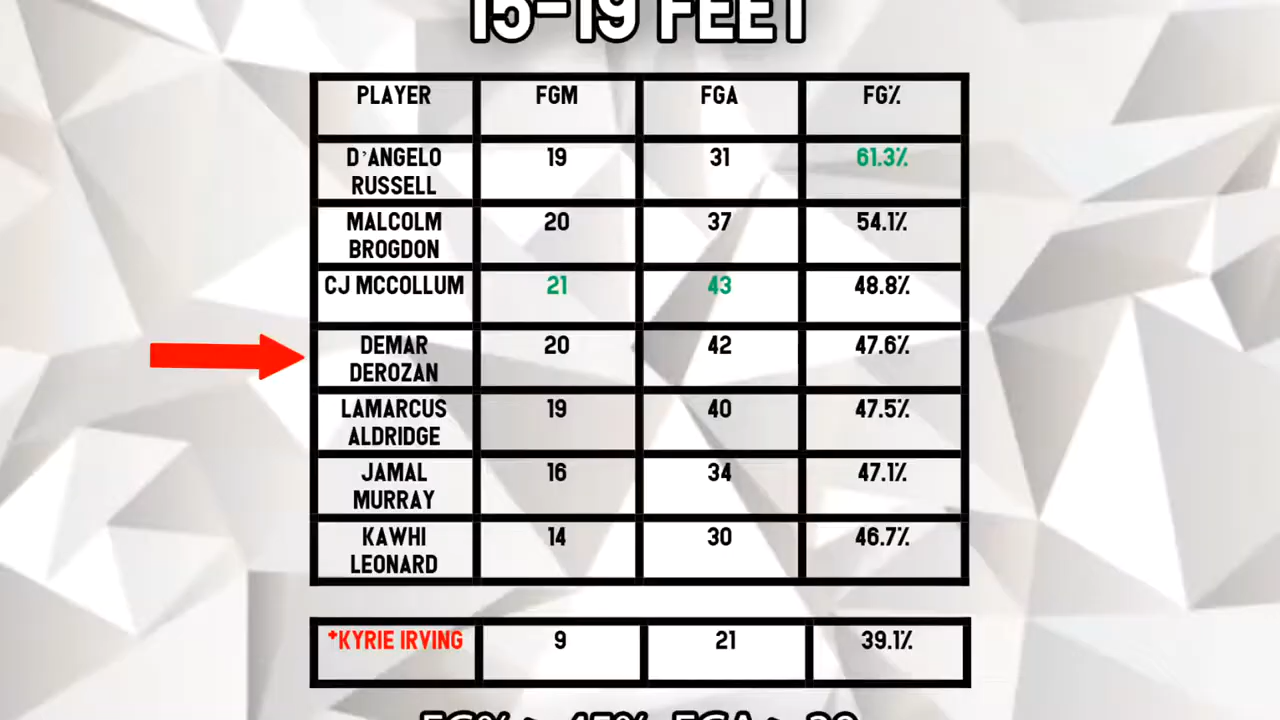 15-19 FEET
PLAYER FGM FGA FG%
D'ANGELO RUSSELL 19 31 61.3%
MALCOLM BROGDON 20 37 54.1%
CJ MCCOLLUM 21 43 48.8%
DEMAR DEROZAN 20 42 47.6%
LAMARCUS ALDRIDGE 19 40 47.5%
JAMAL MURRAY 16 34 47.1%
KAWHI LEONARD 14 30 46.7%
*KYRIE IRVING 9 21 39.1%